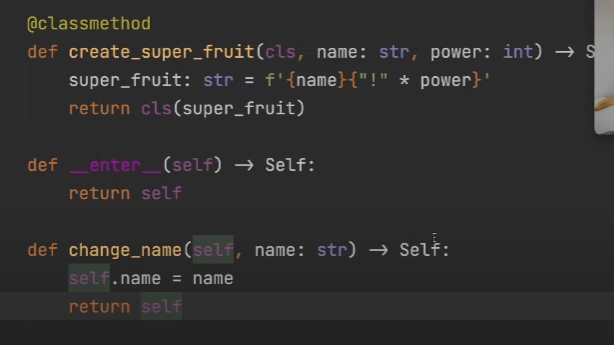 @classmethod
def create_super_fruit(cls, name: str, power: int) -> S
super_fruit: str = f'{name}{"!" * power}'
return cls(super_fruit)
def __enter__(self) -> Self:
return self
def change_name(self, name: str) -> Self:
self.name = name
return self